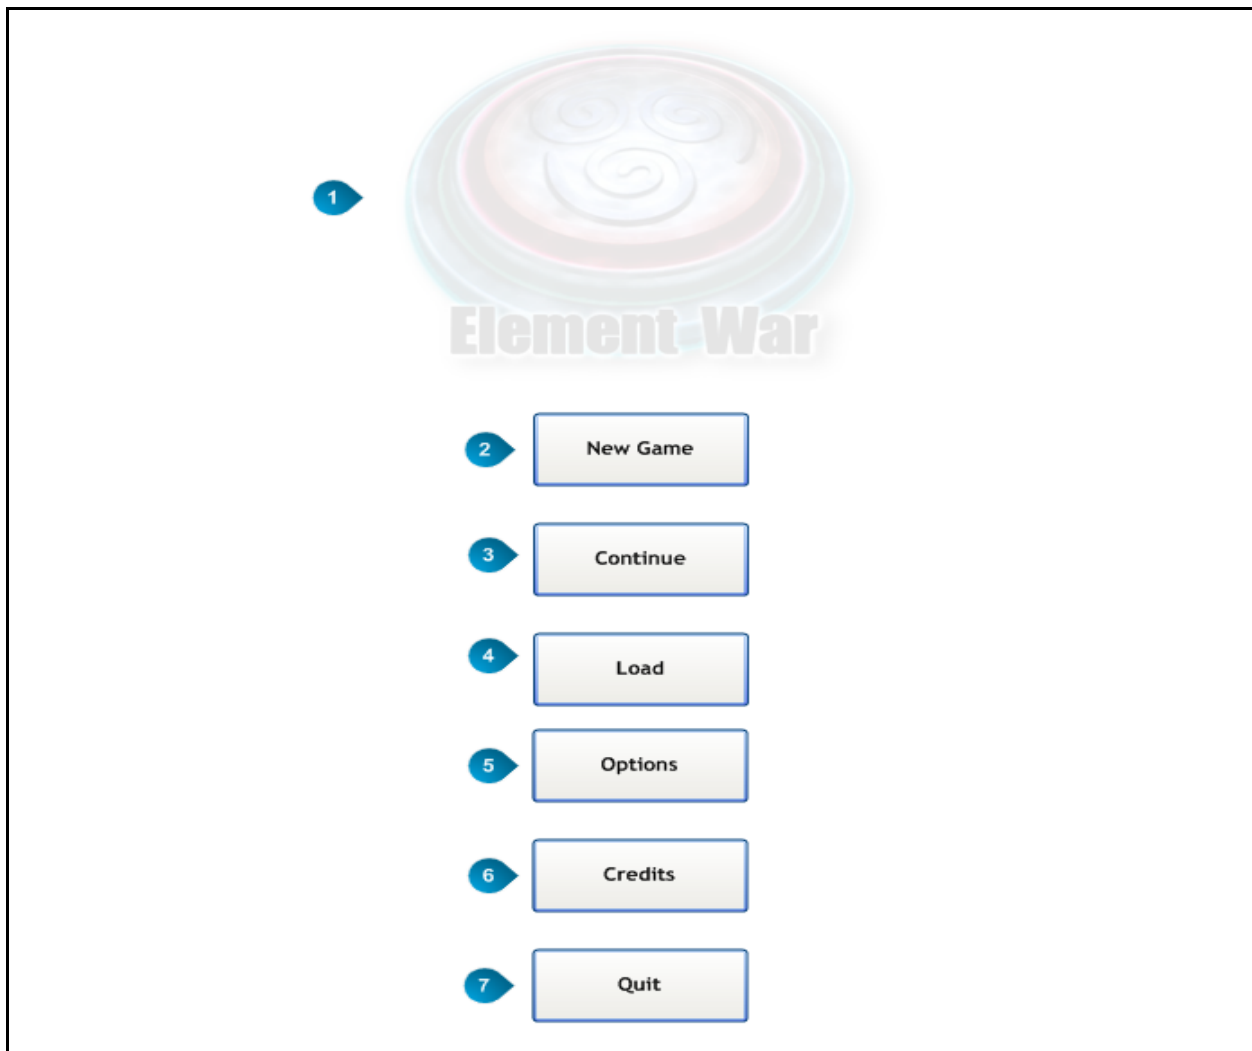 1
Element War
2 New Game
3 Continue
4 Load
5 Options
6 Credits
7 Quit